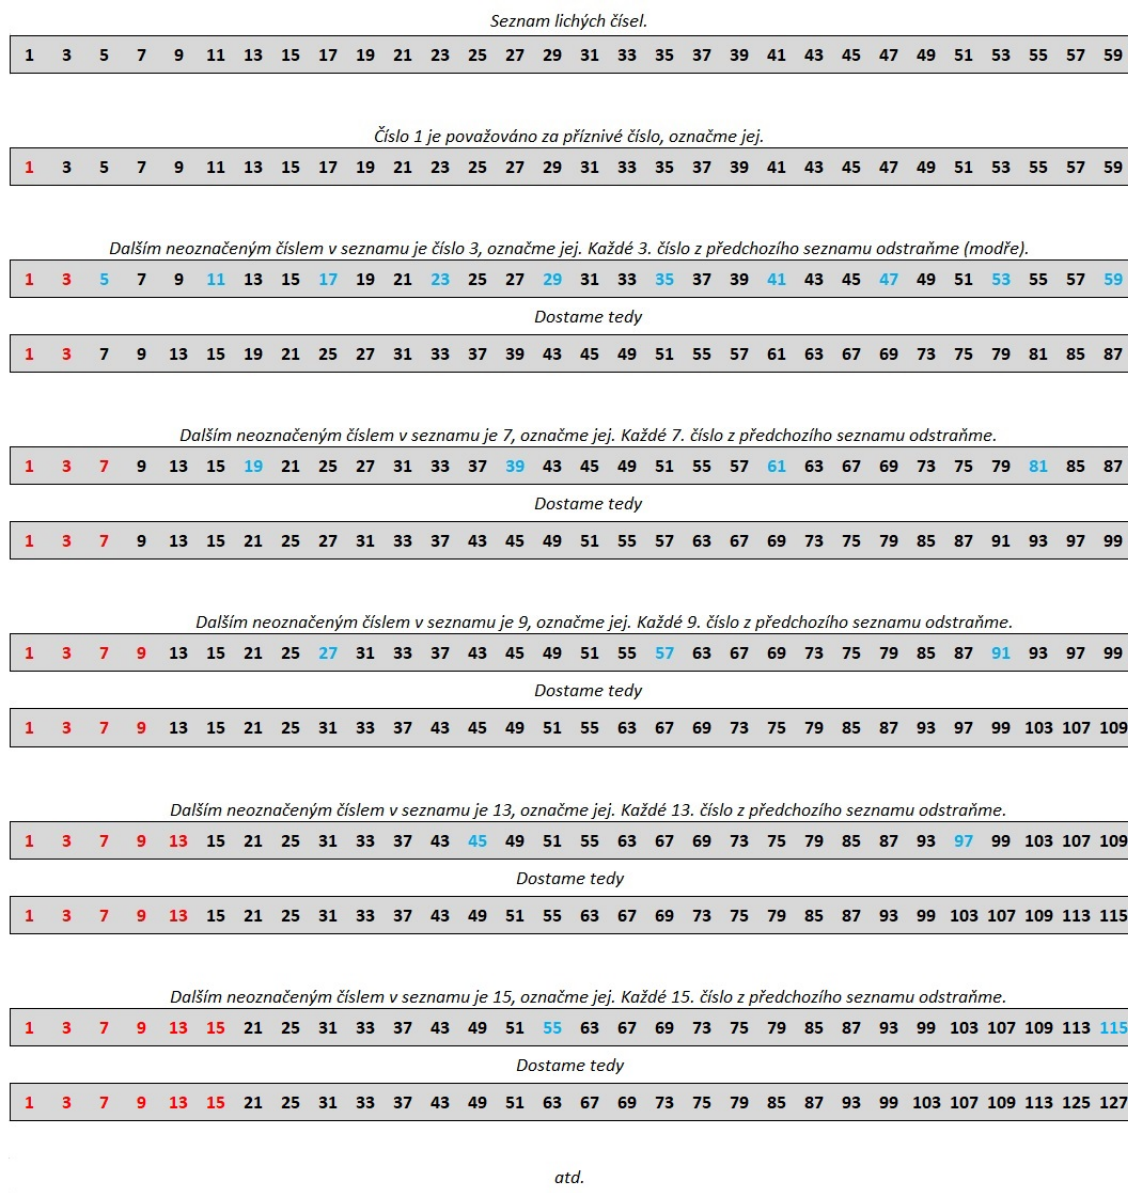 Seznam lichých čísel.
1 3 5 7 9 11 13 15 17 19 21 23 25 27 29 31 33 35 37 39 41 43 45 47 49 51 53 55 57 59
Číslo 1 je považováno za příznivé číslo, označme jej.
1 3 5 7 9 11 13 15 17 19 21 23 25 27 29 31 33 35 37 39 41 43 45 47 49 51 53 55 57 59
Dalším neoznačeným číslem v seznamu je číslo 3, označme jej. Každé 3. číslo z předchozího seznamu odstraňme (modře).
1 3 5 7 9 11 13 15 17 19 21 23 25 27 29 31 33 35 37 39 41 43 45 47 49 51 53 55 57 59
Dostame tedy
1 3 7 9 13 15 19 21 25 27 31 33 37 39 43 45 49 51 55 57 61 63 67 69 73 75 79 81 85 87
Dalším neoznačeným číslem v seznamu je 7, označme jej. Každé 7. číslo z předchozího seznamu odstraňme.
1 3 7 9 13 15 19 21 25 27 31 33 37 39 43 45 49 51 55 57 61 63 67 69 73 75 79 81 85 87
Dostame tedy
1 3 7 9 13 15 21 25 27 31 33 37 43 45 49 51 55 57 63 67 69 73 75 79 85 87 91 93 97 99
Dalším neoznačeným číslem v seznamu je 9, označme jej. Každé 9. číslo z předchozího seznamu odstraňme.
1 3 7 9 13 15 21 25 27 31 33 37 43 45 49 51 55 57 63 67 69 73 75 79 85 87 91 93 97 99
Dostame tedy
1 3 7 9 13 15 21 25 31 33 37 43 45 49 51 55 63 67 69 73 75 79 85 87 93 97 99 103 107 109
Dalším neoznačeným číslem v seznamu je 13, označme jej. Každé 13. číslo z předchozího seznamu odstraňme.
1 3 7 9 13 15 21 25 31 33 37 43 45 49 51 55 63 67 69 73 75 79 85 87 93 97 99 103 107 109
Dostame tedy
1 3 7 9 13 15 21 25 31 33 37 43 49 51 55 63 67 69 73 75 79 85 87 93 99 103 107 109 113 115
Dalším neoznačeným číslem v seznamu je 15, označme jej. Každé 15. číslo z předchozího seznamu odstraňme.
1 3 7 9 13 15 21 25 31 33 37 43 49 51 55 63 67 69 73 75 79 85 87 93 99 103 107 109 113 115
Dostame tedy
1 3 7 9 13 15 21 25 31 33 37 43 49 51 63 67 69 73 75 79 85 87 93 99 103 107 109 113 125 127
atd.